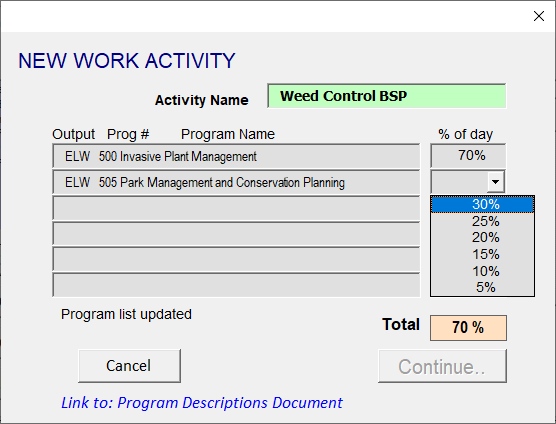 NEW WORK ACTIVITY
Activity Name Weed Control BSP
Output Prog # Program Name % of day
ELW 500 Invasive Plant Management 70%
ELW 505 Park Management and Conservation Planning
30%
25%
20%
15%
10%
5%
Program list updated
Total 70 %
Cancel Continue..
Link to: Program Descriptions Document